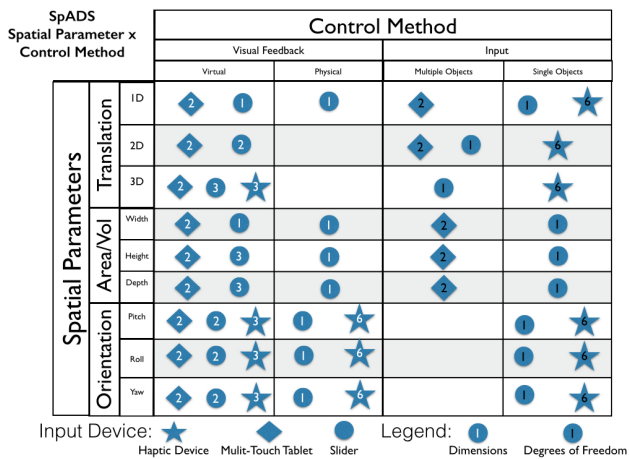 SpADS
Spatial Parameter x
Control Method
Control Method
Visual Feedback Input
Virtual Physical Multiple Objects Single Objects
Spatial Parameters
Translation
1D 2 1 1 2 1 6
2D 2 2 2 1 6
3D 2 3 3 1 6
Area/Vol
Width 2 1 1 2 1
Height 2 3 1 2 1
Depth 2 3 1 2 1
Orientation
Pitch 2 2 3 1 6 1 6
Roll 2 2 3 1 6 1 6
Yaw 2 2 3 1 6 1 6
Input Device: Legend: 1 1
Haptic Device Mulit-Touch Tablet Slider Dimensions Degrees of Freedom